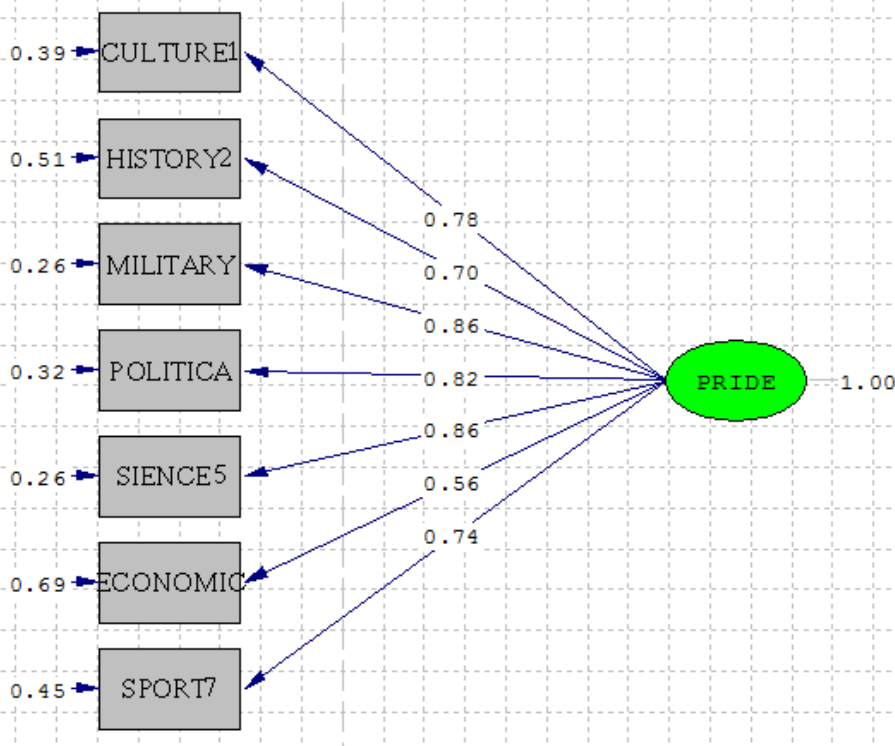 0.39 CULTURE1
0.78
0.51 HISTORY2
0.70
0.26 MILITARY
0.86
0.32 POLITICA
0.82
PRIDE 1.00
0.86
0.26 SIENCE5
0.56
0.74
0.69 ECONOMIC
0.45 SPORT7